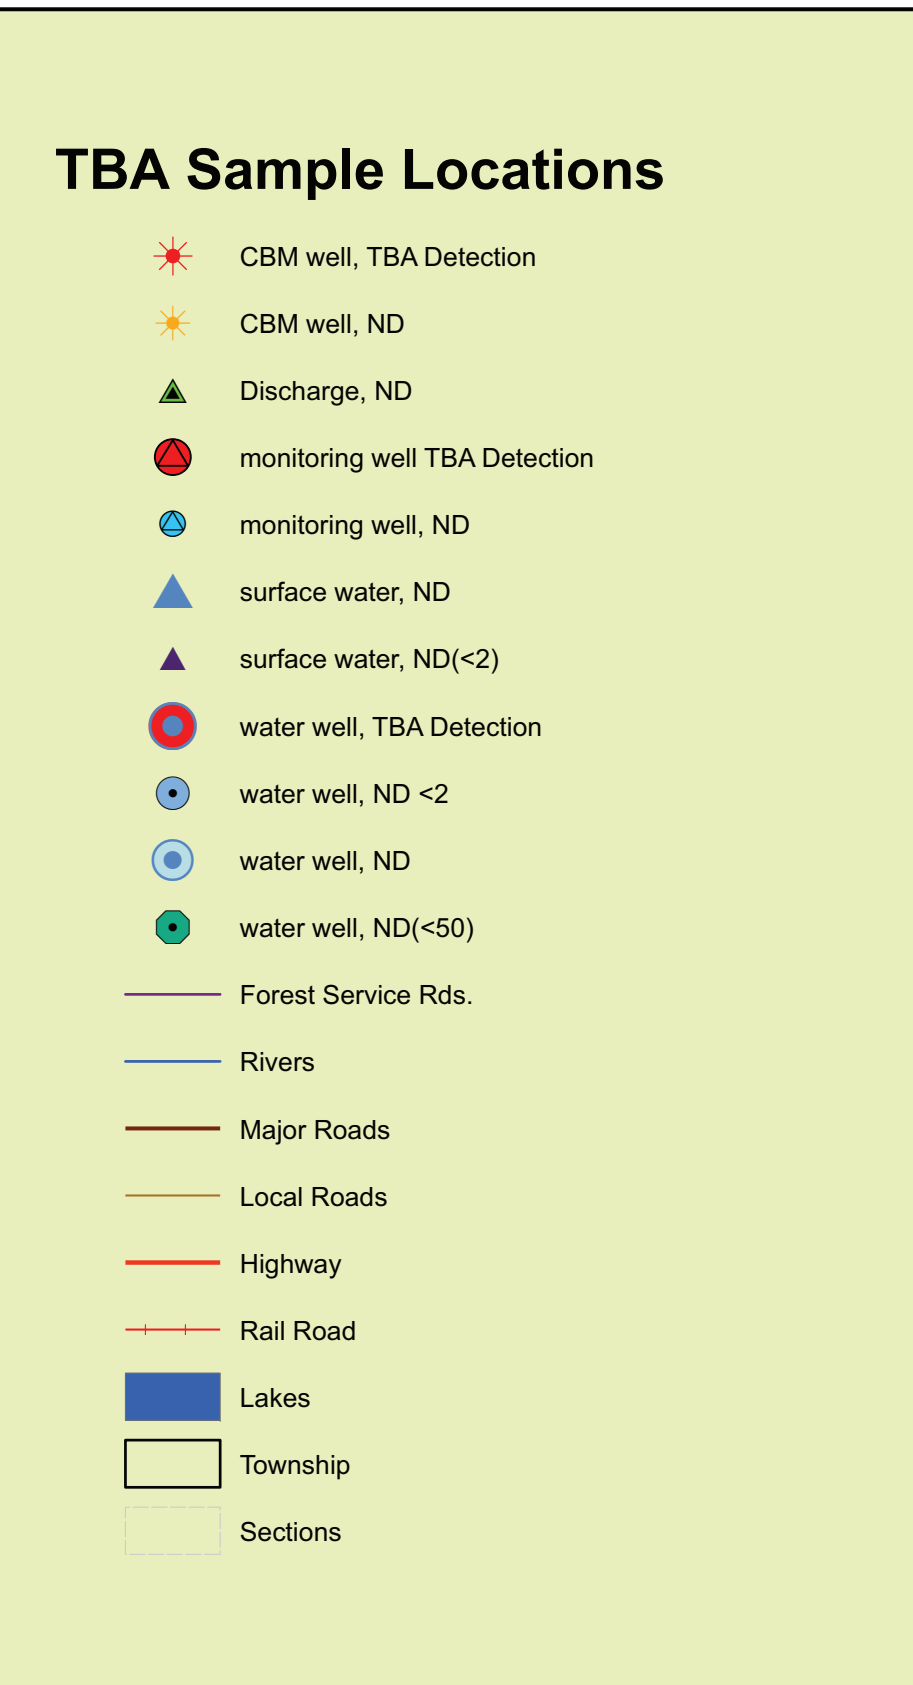 TBA Sample Locations
CBM well, TBA Detection
CBM well, ND
Discharge, ND
monitoring well TBA Detection
monitoring well, ND
surface water, ND
surface water, ND(<2)
water well, TBA Detection
water well, ND <2
water well, ND
water well, ND(<50)
Forest Service Rds.
Rivers
Major Roads
Local Roads
Highway
Rail Road
Lakes
Township
Sections